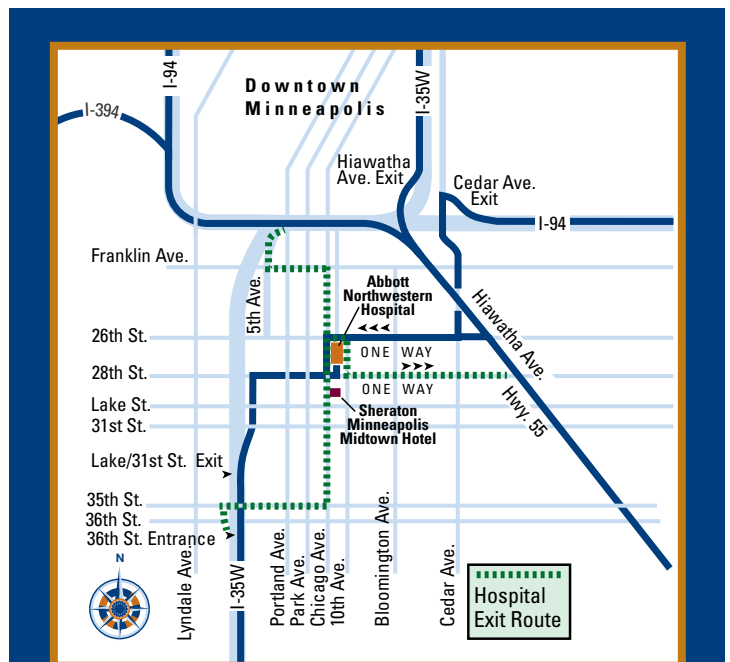 I-94
Downtown
Minneapolis
I-35W
I-394
Hiawatha
Ave. Exit
Cedar Ave.
Exit
I-94
Franklin Ave.
5th Ave.
Abbott
Northwestern
Hospital
Hiawatha Ave.
26th St.
ONE WAY
28th St.
ONE WAY
Hwy. 55
Lake St.
31st St.
Sheraton
Minneapolis
Midtown Hotel
Lake/31st St. Exit
35th St.
36th St.
36th St. Entrance
Lyndale Ave.
I-35W
Portland Ave.
Park Ave.
Chicago Ave.
10th Ave.
Bloomington Ave.
Cedar Ave.
N
Hospital
Exit Route